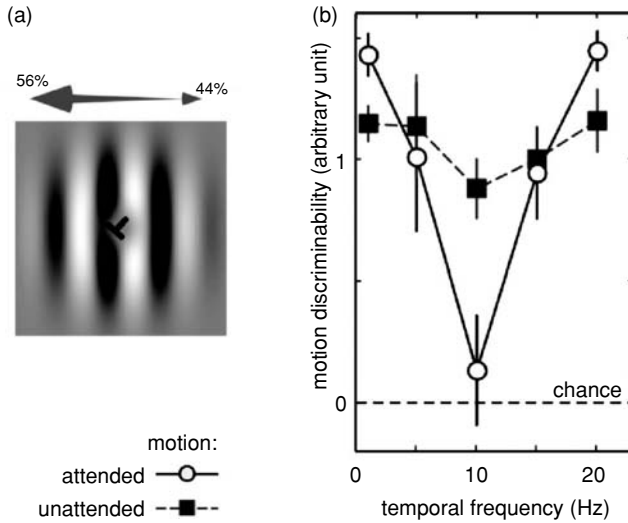 (a)
56%
44%
motion:
attended
unattended
(b)
motion discriminability (arbitrary unit)
1
0
chance
0
10
20
temporal frequency (Hz)